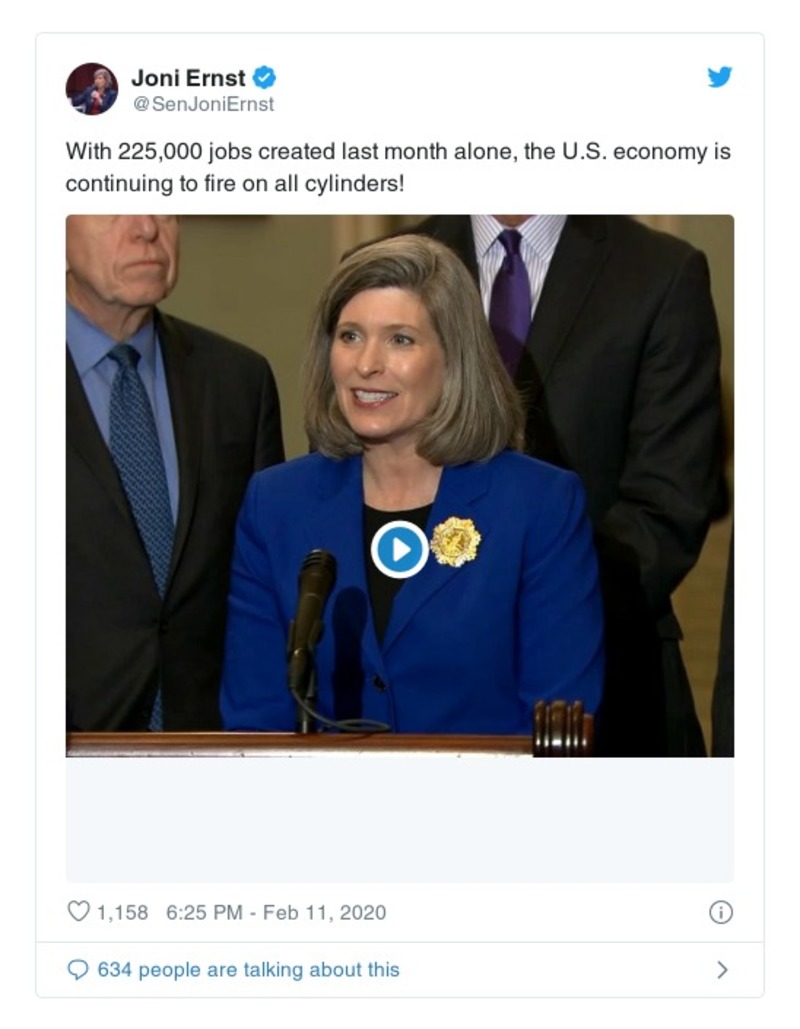 Joni Ernst
@SenJoniErnst
With 225,000 jobs created last month alone, the U.S. economy is
continuing to fire on all cylinders!
1,158 6:25 PM - Feb 11, 2020
634 people are talking about this